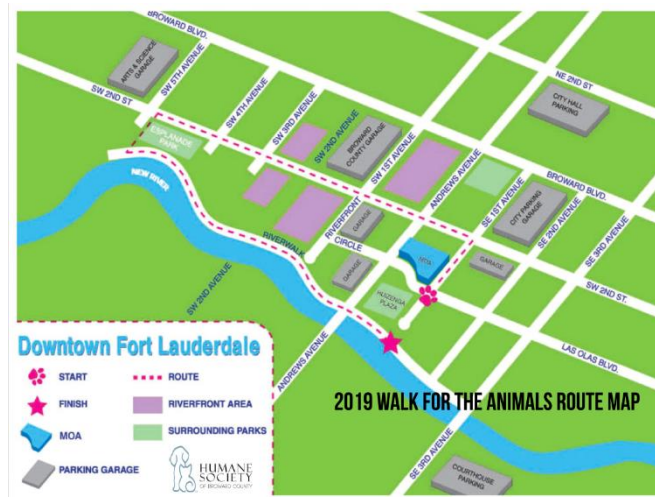 BROWARD BLVD.
ARTS & SCIENCE
GARAGE
SW 5TH AVENUE
SW 2ND ST
SW 4TH AVENUE
NE 2ND ST
SW 3RD AVENUE
CITY HALL
PARKING
ESPLANADE
PARK
SW 2ND AVENUE
BROWARD
COUNTY GARAGE
SW 1ST AVENUE
ANDREWS AVENUE
BROWARD BLVD.
NEW RIVER
SE 1ST AVENUE
CITY PARKING
GARAGE
RIVERFRONT
GARAGE
SE 2ND AVENUE
RIVERWALK
CIRCLE
SE 3RD AVENUE
MOA
GARAGE
GARAGE
SW 2ND AVENUE
HUIZENGA
PLAZA
SW 2ND ST.
LAS OLAS BLVD.
ANDREWS AVENUE
Downtown Fort Lauderdale
START
ROUTE
FINISH
RIVERFRONT AREA
2019 WALK FOR THE ANIMALS ROUTE MAP
MOA
SURROUNDING PARKS
PARKING GARAGE
HUMANE
SOCIETY
OF BROWARD COUNTY
SE 3RD AVENUE
COURTHOUSE
PARKING